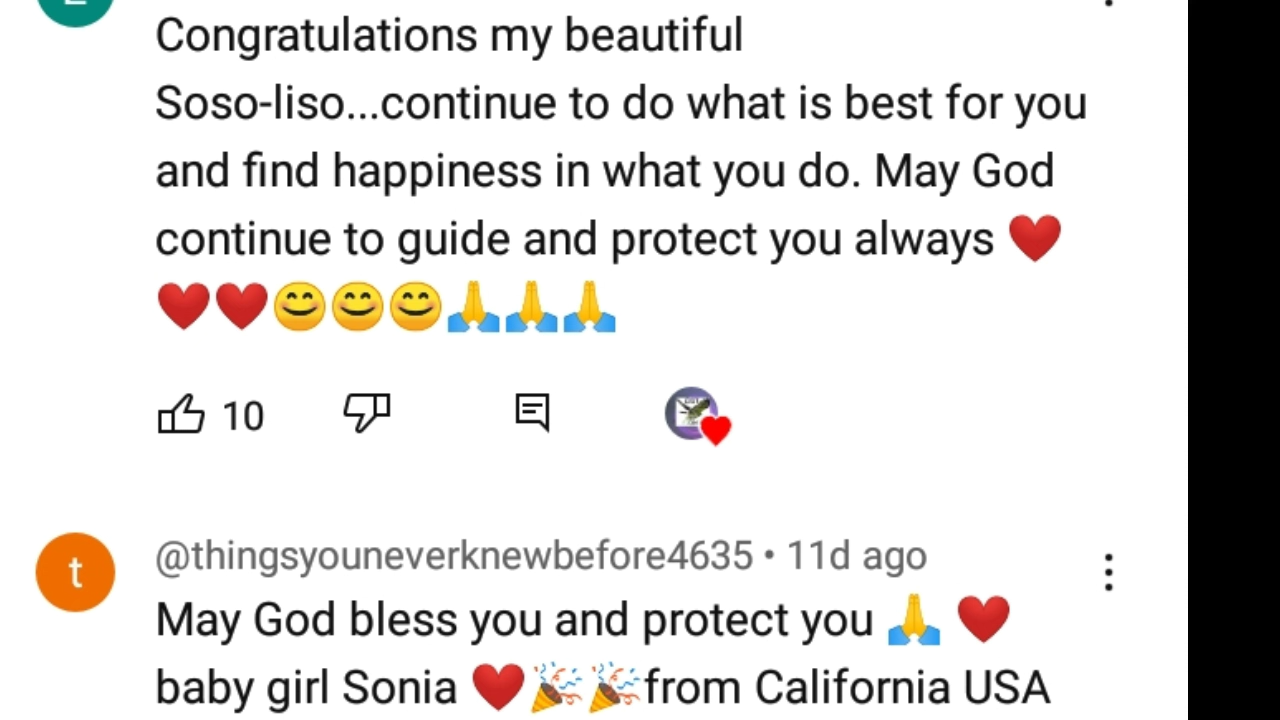 Congratulations my beautiful
Soso-liso...continue to do what is best for you
and find happiness in what you do. May God
continue to guide and protect you always ❤️
❤️❤️😊😊😊🙏🙏🙏
10
@thingsyouneverknewbefore4635 • 11d ago
t
May God bless you and protect you 🙏 ❤️
baby girl Sonia ❤️🎉🎉from California USA